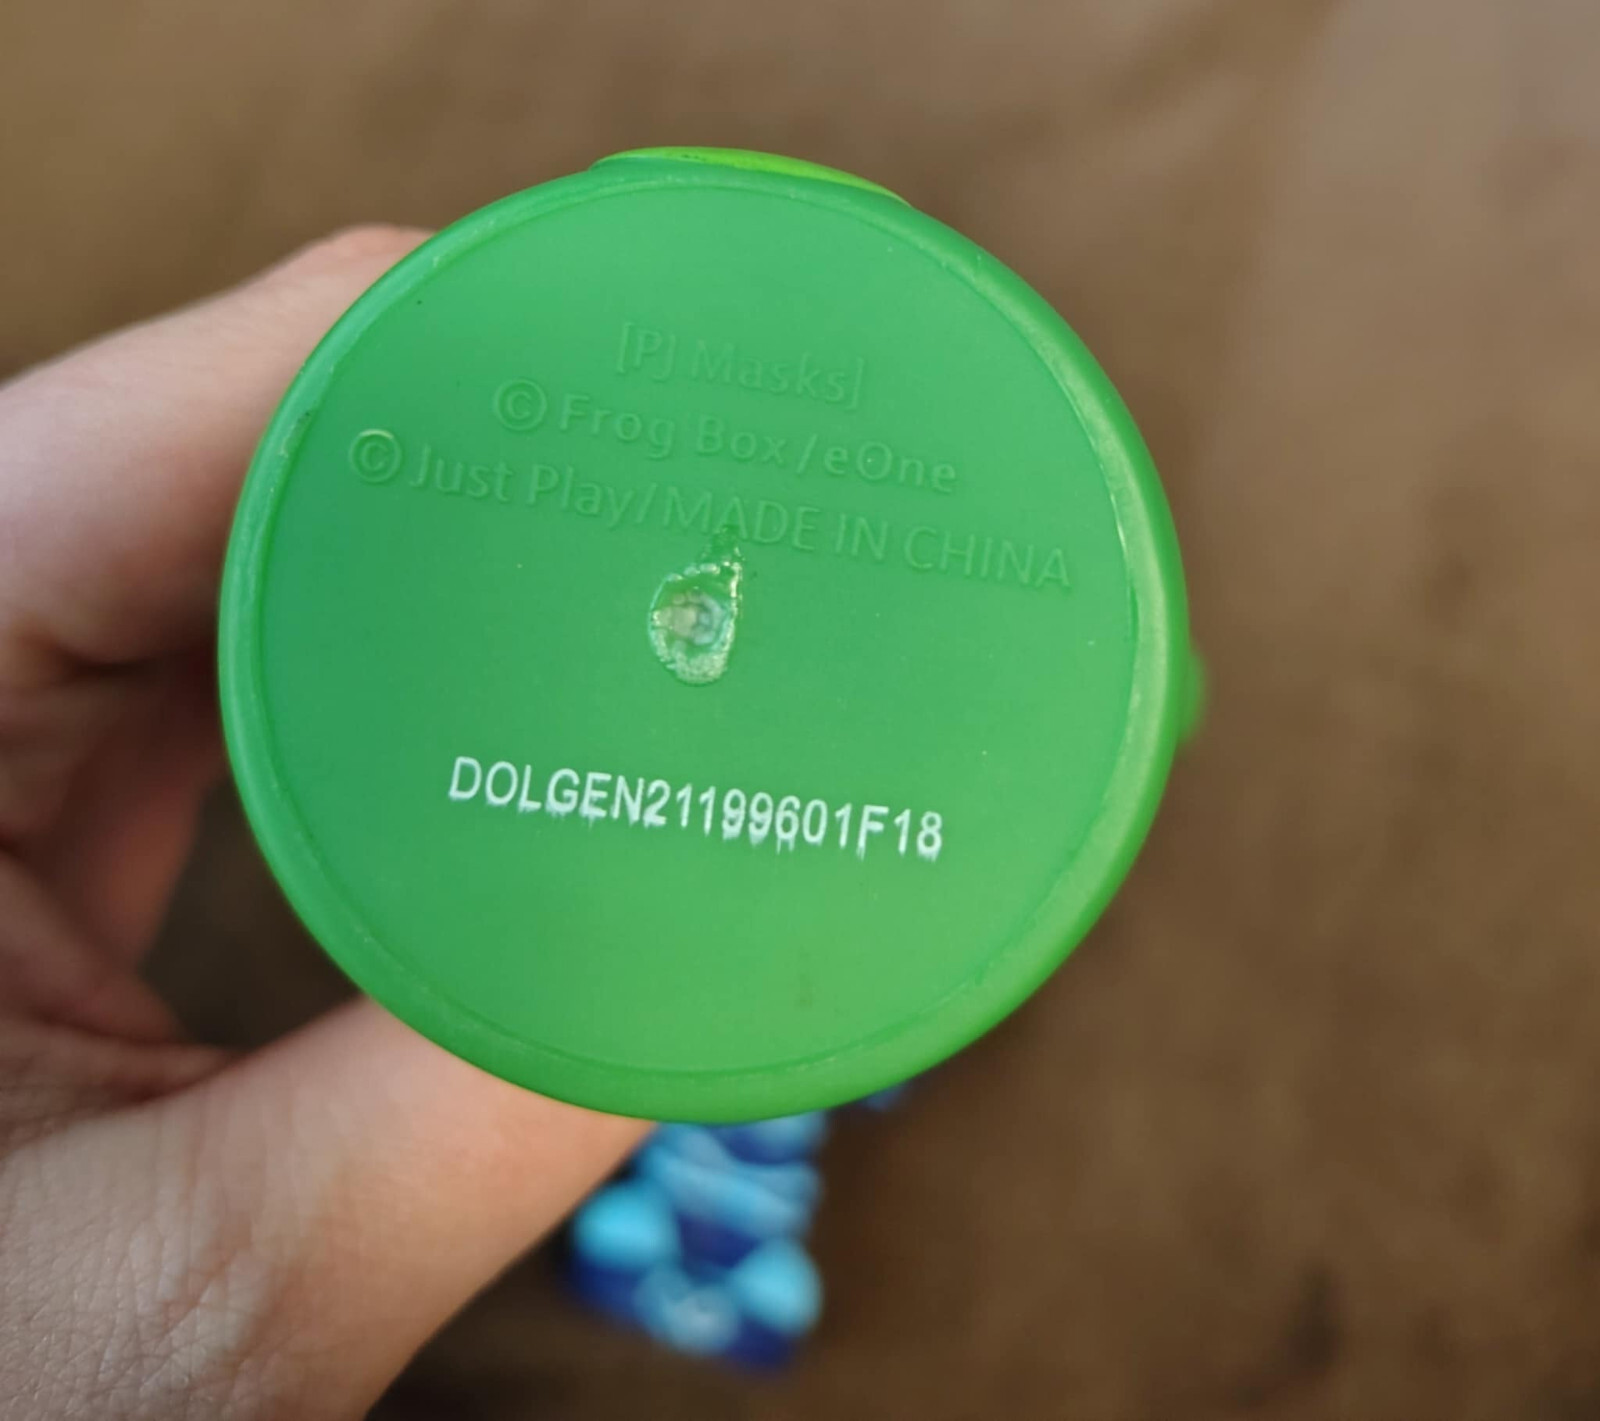 [PJ Masks]
© Frog Box/eOne
© Just Play/MADE IN CHINA
DOLGEN21199601F18